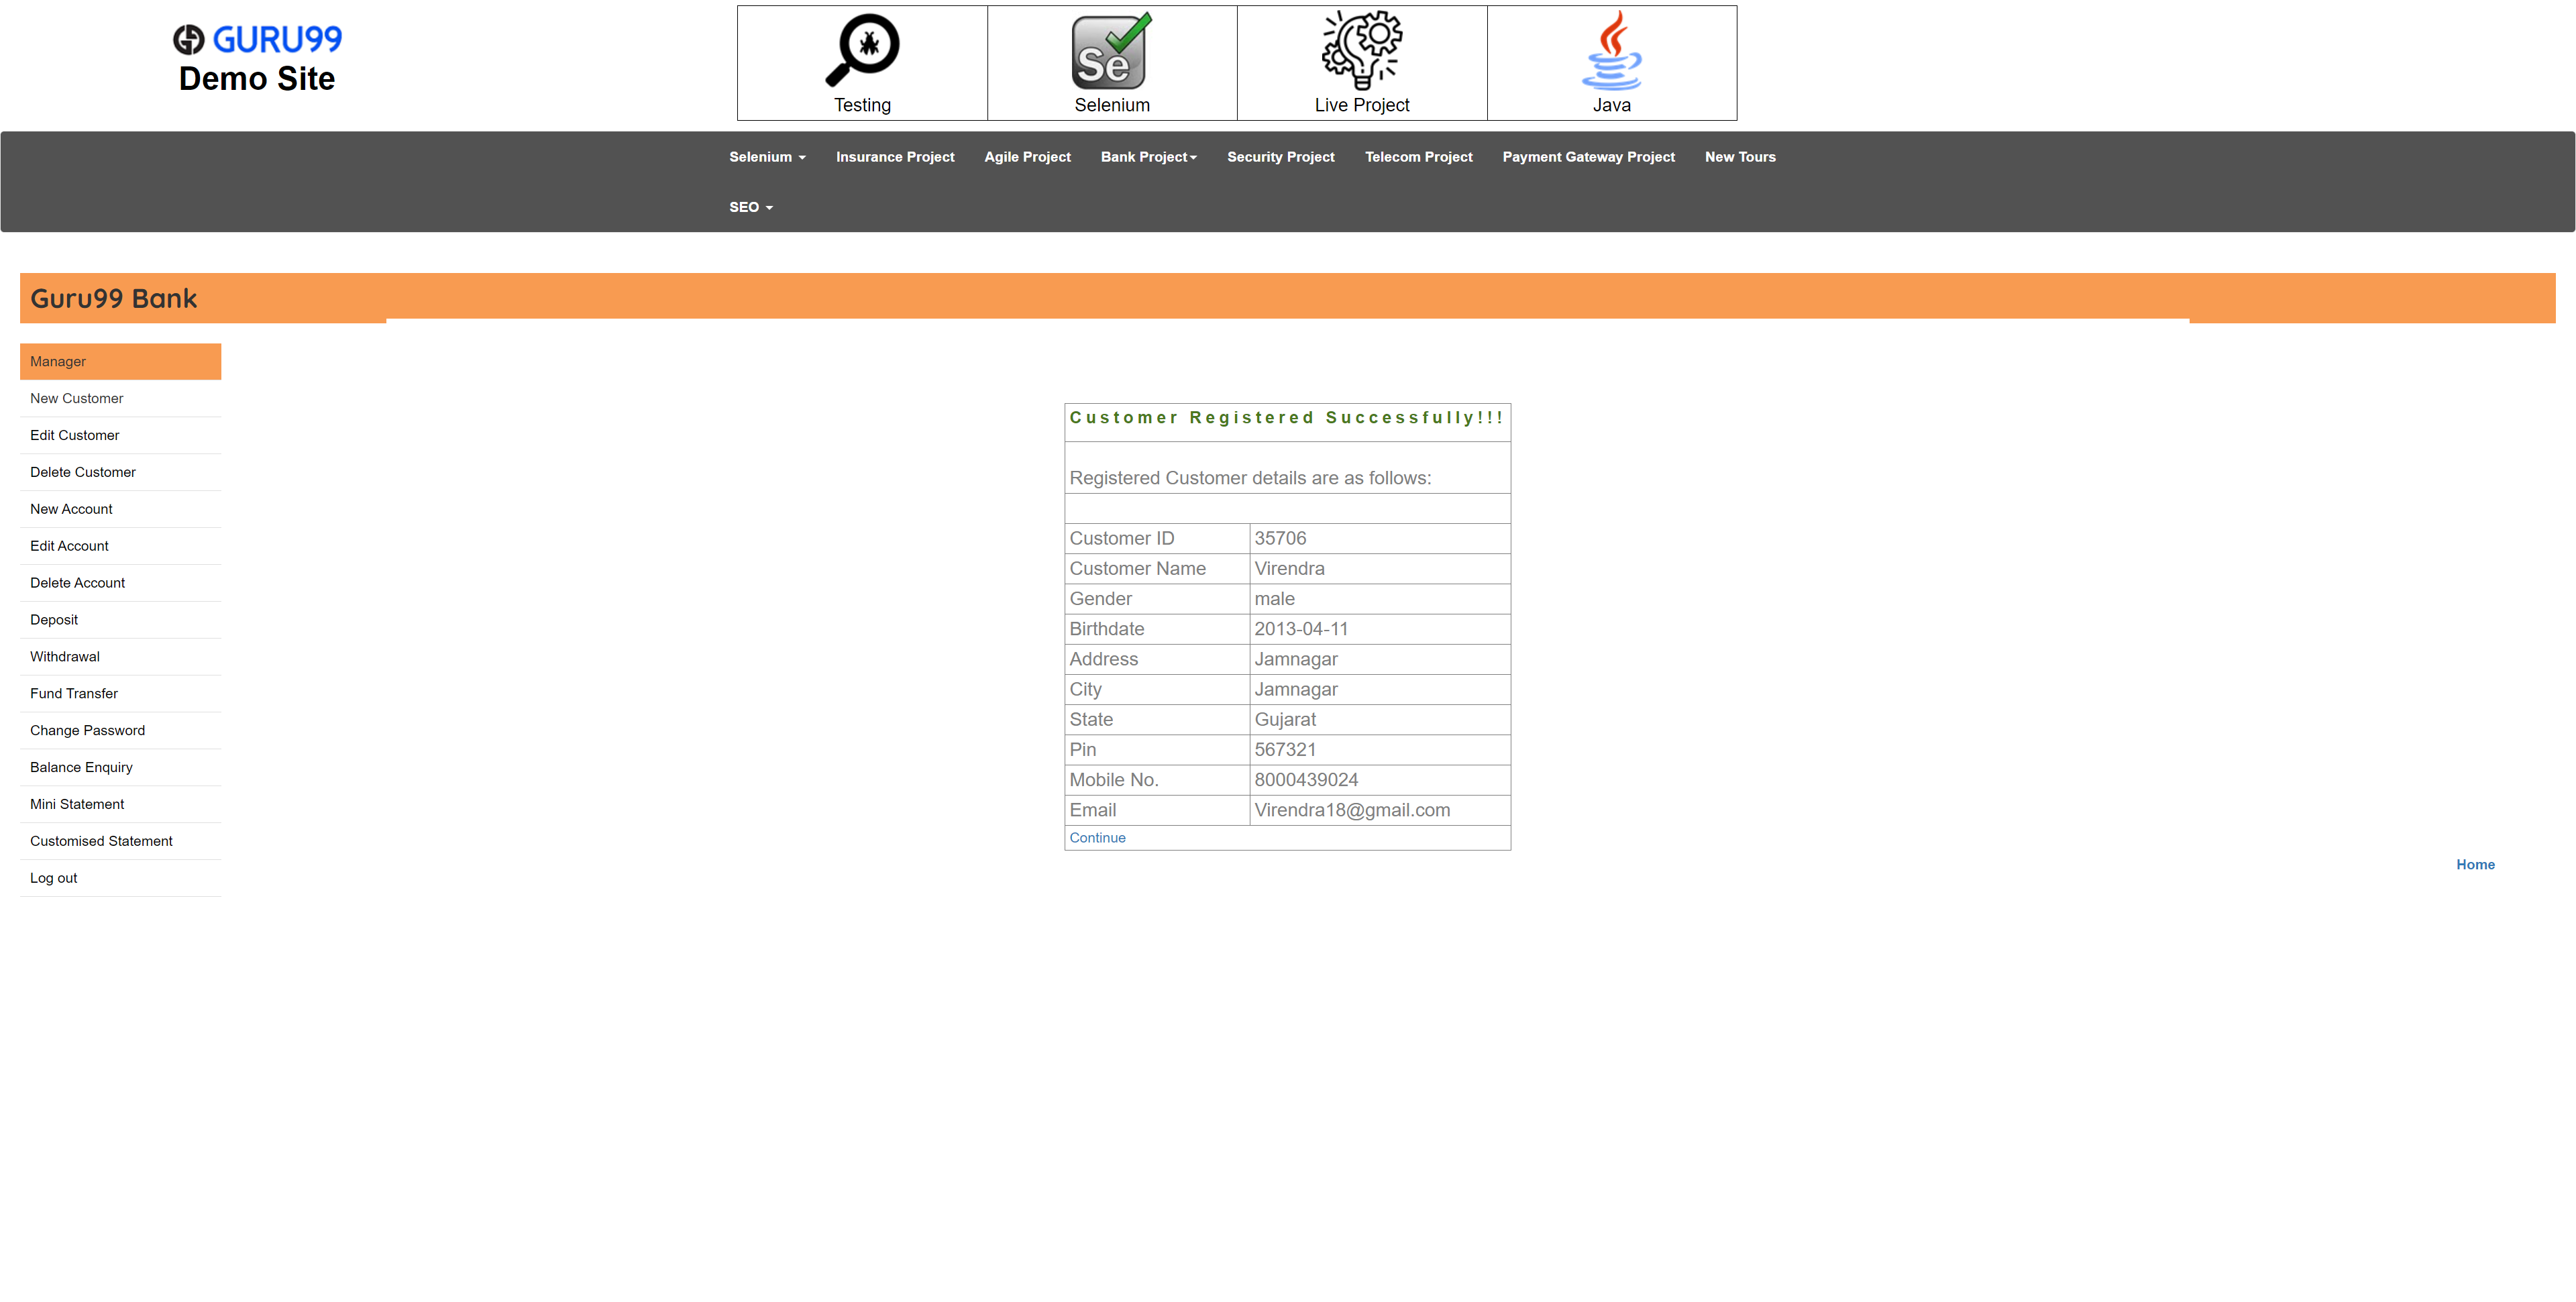 GURU99
Demo Site
Testing
Selenium
Live Project
Java
Selenium
Insurance Project
Agile Project
Bank Project
Security Project
Telecom Project
Payment Gateway Project
New Tours
SEO
Guru99 Bank
Manager
New Customer
Edit Customer
Delete Customer
New Account
Edit Account
Delete Account
Deposit
Withdrawal
Fund Transfer
Change Password
Balance Enquiry
Mini Statement
Customised Statement
Log out
Customer Registered Successfully!!!
Registered Customer details are as follows:
Customer ID 35706
Customer Name Virendra
Gender male
Birthdate 2013-04-11
Address Jamnagar
City Jamnagar
State Gujarat
Pin 567321
Mobile No. 8000439024
Email Virendra18@gmail.com
Continue
Home